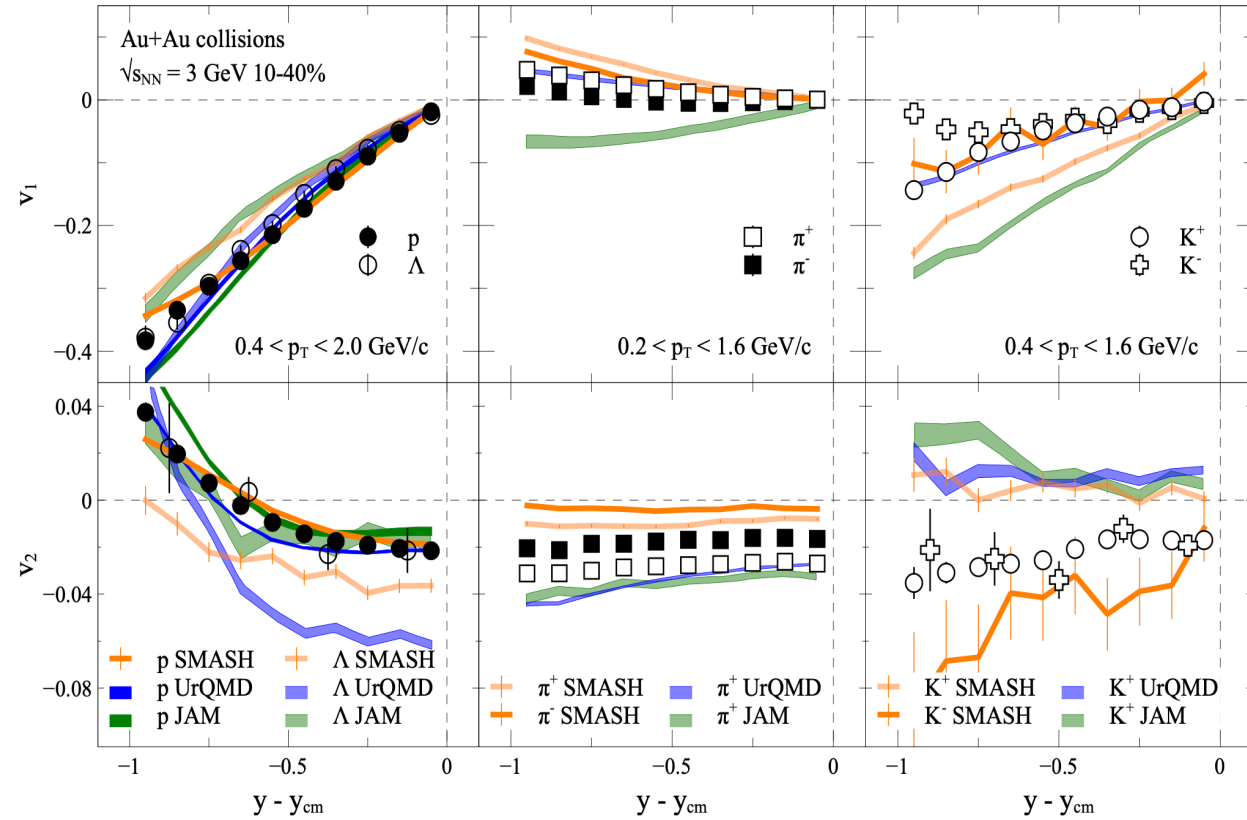 Au+Au collisions
√sNN = 3 GeV 10-40%
0
−0.2
−0.4
v1
p
Λ
0.4 < pT < 2.0 GeV/c
π+
π-
0.2 < pT < 1.6 GeV/c
K+
K-
0.4 < pT < 1.6 GeV/c
0.04
0
−0.04
−0.08
v2
p SMASH
p UrQMD
p JAM
Λ SMASH
Λ UrQMD
Λ JAM
π+ SMASH
π- SMASH
π+ UrQMD
π+ JAM
K+ SMASH
K- SMASH
K+ UrQMD
K+ JAM
−1 −0.5 0
−1 −0.5 0
−1 −0.5 0
y - ycm
y - ycm
y - ycm